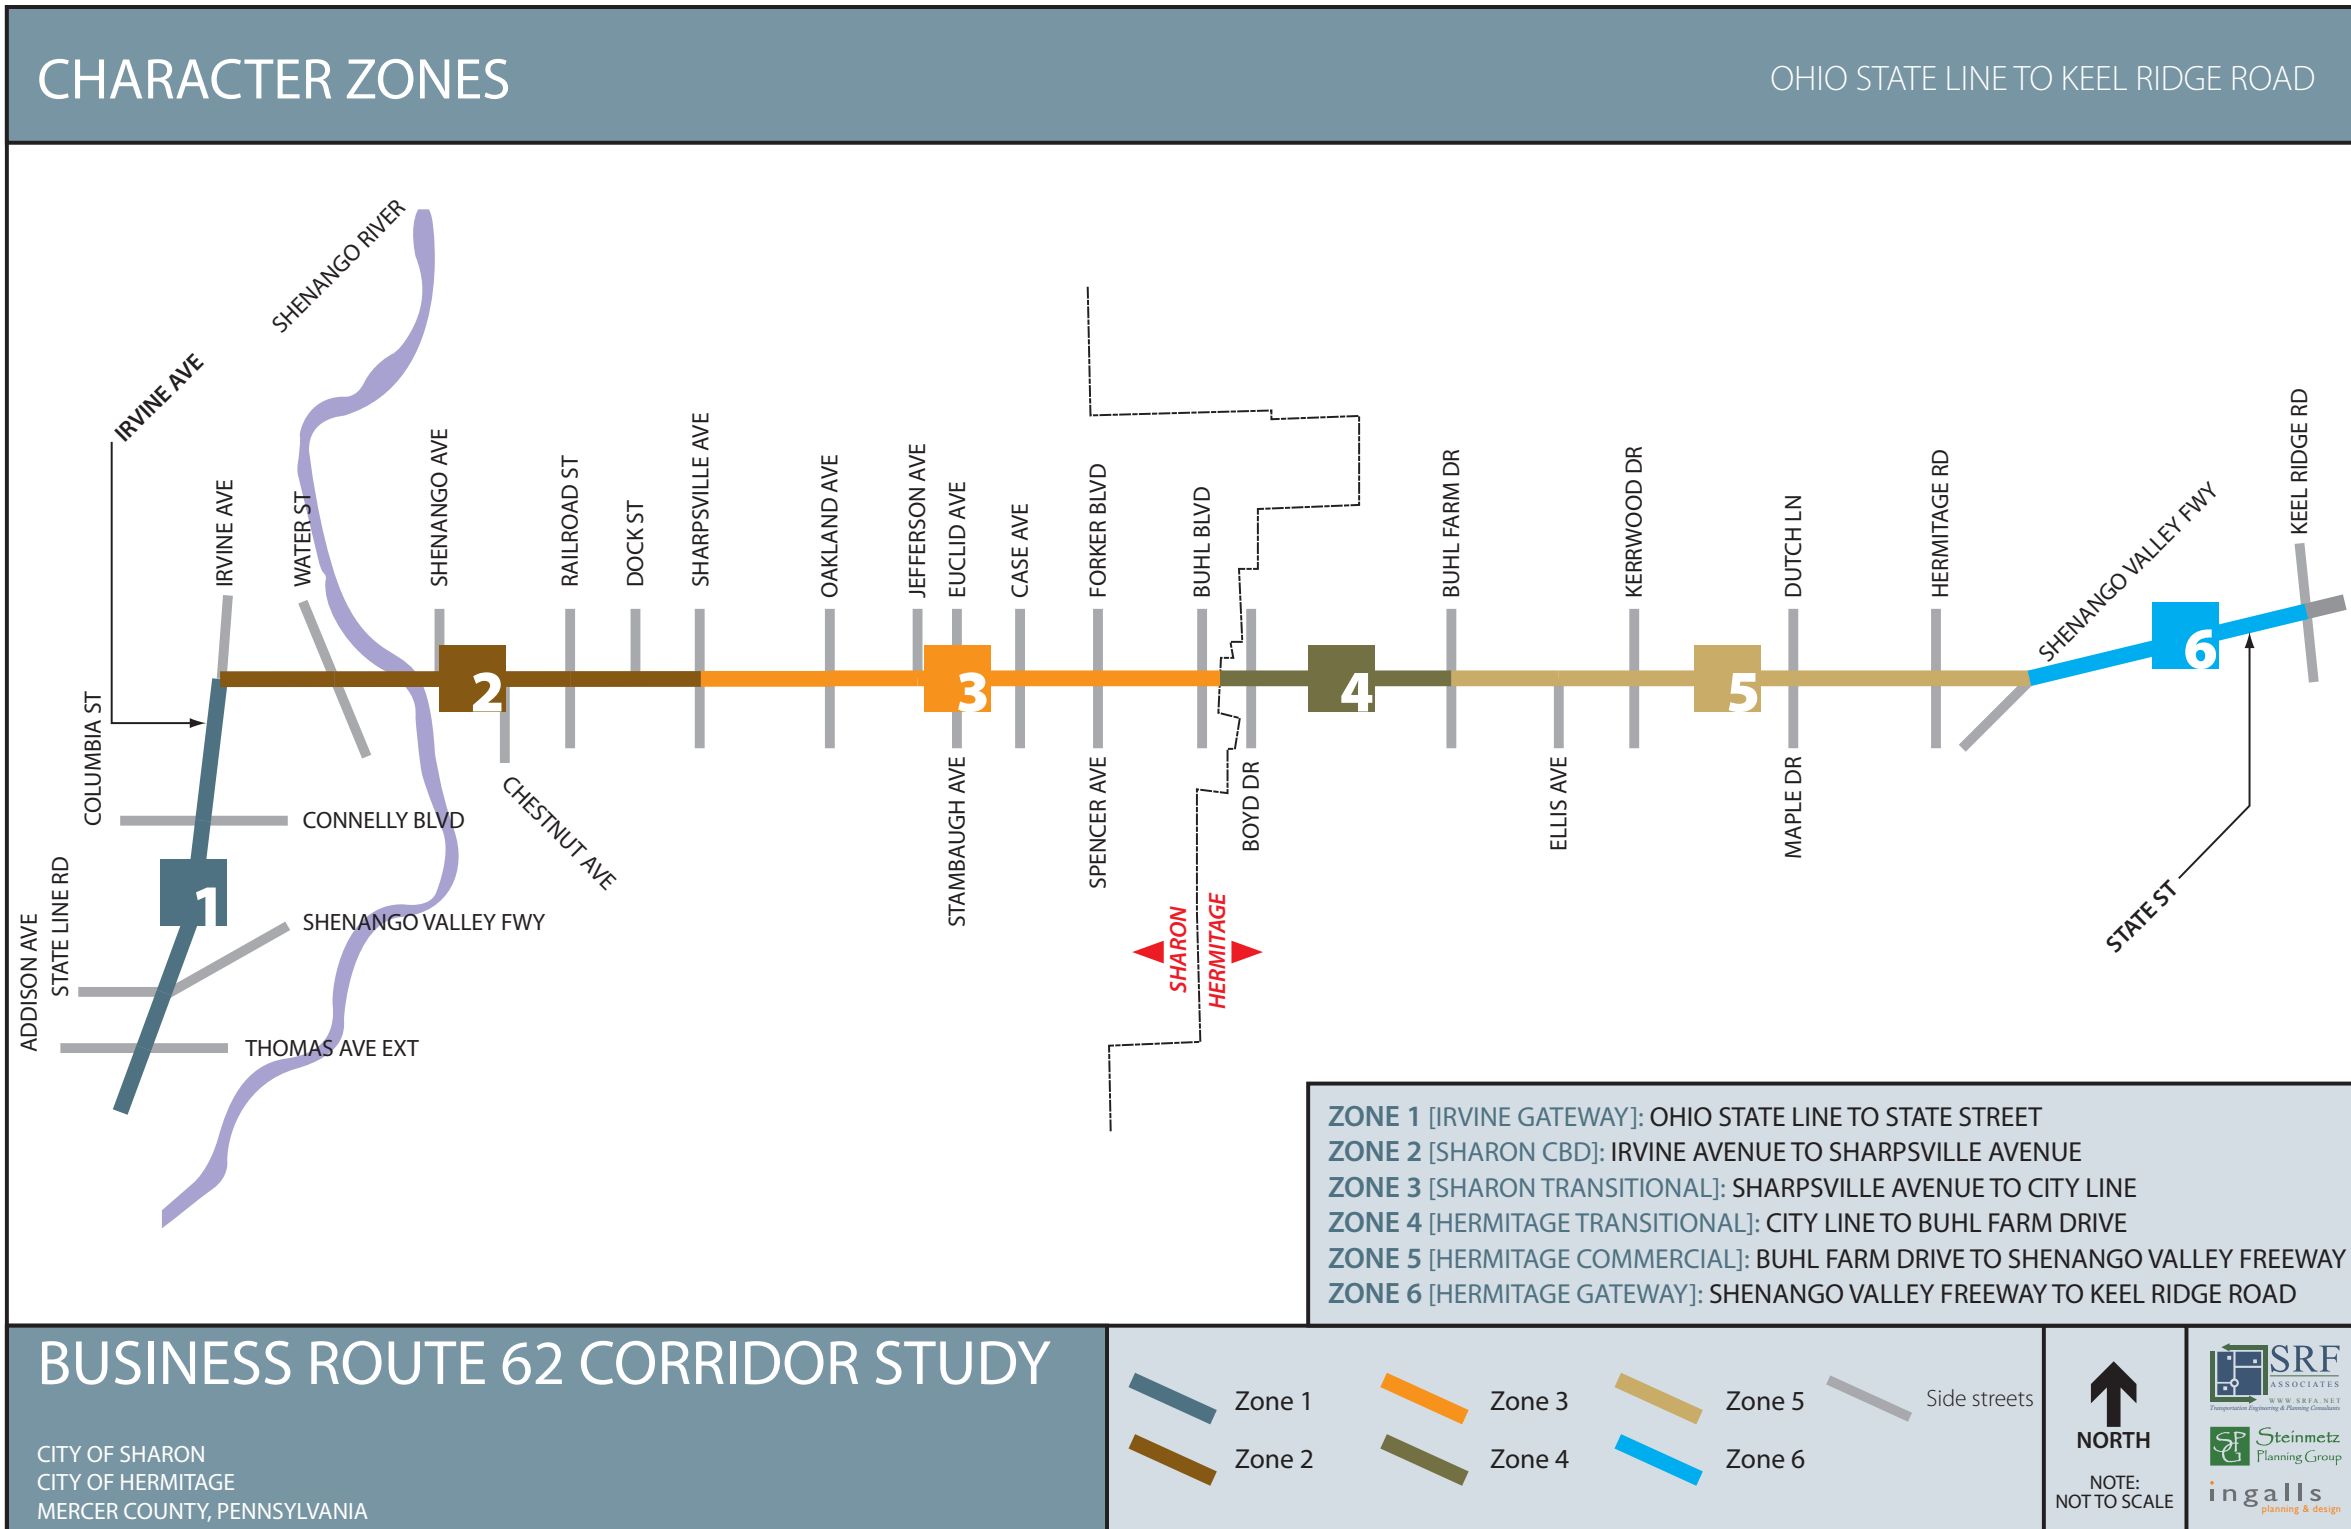 CHARACTER ZONES
OHIO STATE LINE TO KEEL RIDGE ROAD
SHENANGO RIVER
IRVINE AVE
IRVINE AVE
WATER ST
SHENANGO AVE
RAILROAD ST
DOCK ST
SHARPSVILLE AVE
OAKLAND AVE
JEFFERSON AVE
EUCLID AVE
CASE AVE
FORKER BLVD
BUHL BLVD
BUHL FARM DR
KERRWOOD DR
DUTCH LN
HERMITAGE RD
SHENANGO VALLEY FWY
KEEL RIDGE RD
1
2
3
4
5
6
COLUMBIA ST
CONNELLY BLVD
CHESTNUT AVE
STAMBAUGH AVE
SPENCER AVE
BOYD DR
ELLIS AVE
MAPLE DR
STATE ST
ADDISON AVE
STATE LINE RD
SHENANGO VALLEY FWY
THOMAS AVE EXT
SHARON
HERMITAGE
ZONE 1 [IRVINE GATEWAY]: OHIO STATE LINE TO STATE STREET
ZONE 2 [SHARON CBD]: IRVINE AVENUE TO SHARPSVILLE AVENUE
ZONE 3 [SHARON TRANSITIONAL]: SHARPSVILLE AVENUE TO CITY LINE
ZONE 4 [HERMITAGE TRANSITIONAL]: CITY LINE TO BUHL FARM DRIVE
ZONE 5 [HERMITAGE COMMERCIAL]: BUHL FARM DRIVE TO SHENANGO VALLEY FREEWAY
ZONE 6 [HERMITAGE GATEWAY]: SHENANGO VALLEY FREEWAY TO KEEL RIDGE ROAD
BUSINESS ROUTE 62 CORRIDOR STUDY
CITY OF SHARON
CITY OF HERMITAGE
MERCER COUNTY, PENNSYLVANIA
Zone 1
Zone 2
Zone 3
Zone 4
Zone 5
Zone 6
Side streets
NORTH
NOTE:
NOT TO SCALE
SRF
ASSOCIATES
WWW.SRFA.NET
Transportation Engineering & Planning Consultants
SPG
Steinmetz
Planning Group
ingalls
planning & design